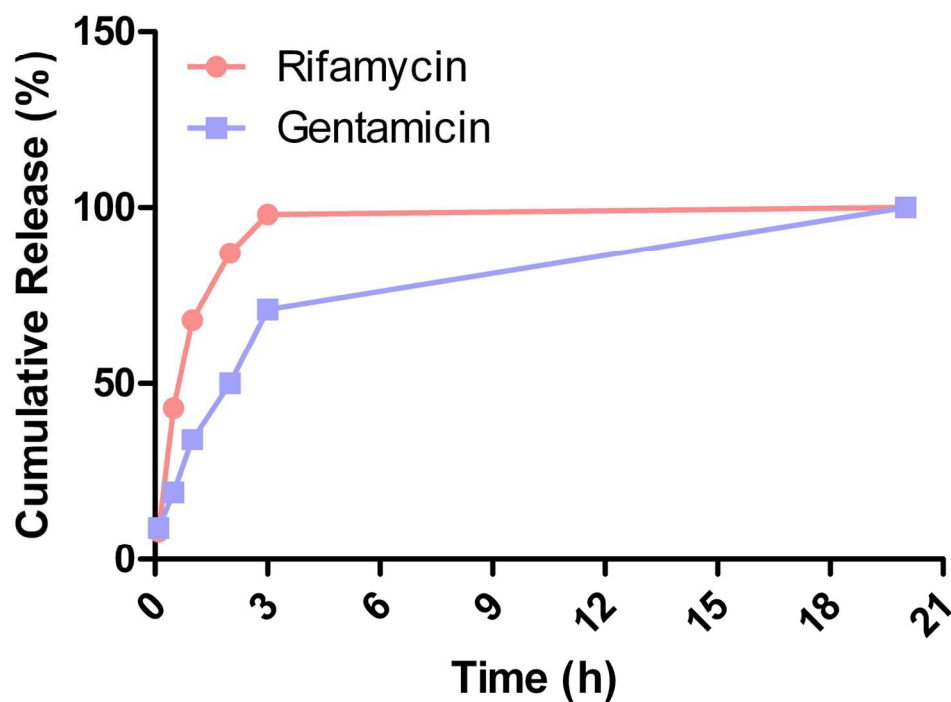 150
Rifamycin
Gentamicin
100
50
0
Cumulative Release (%)
0 3 6 9 12 15 18 21
Time (h)